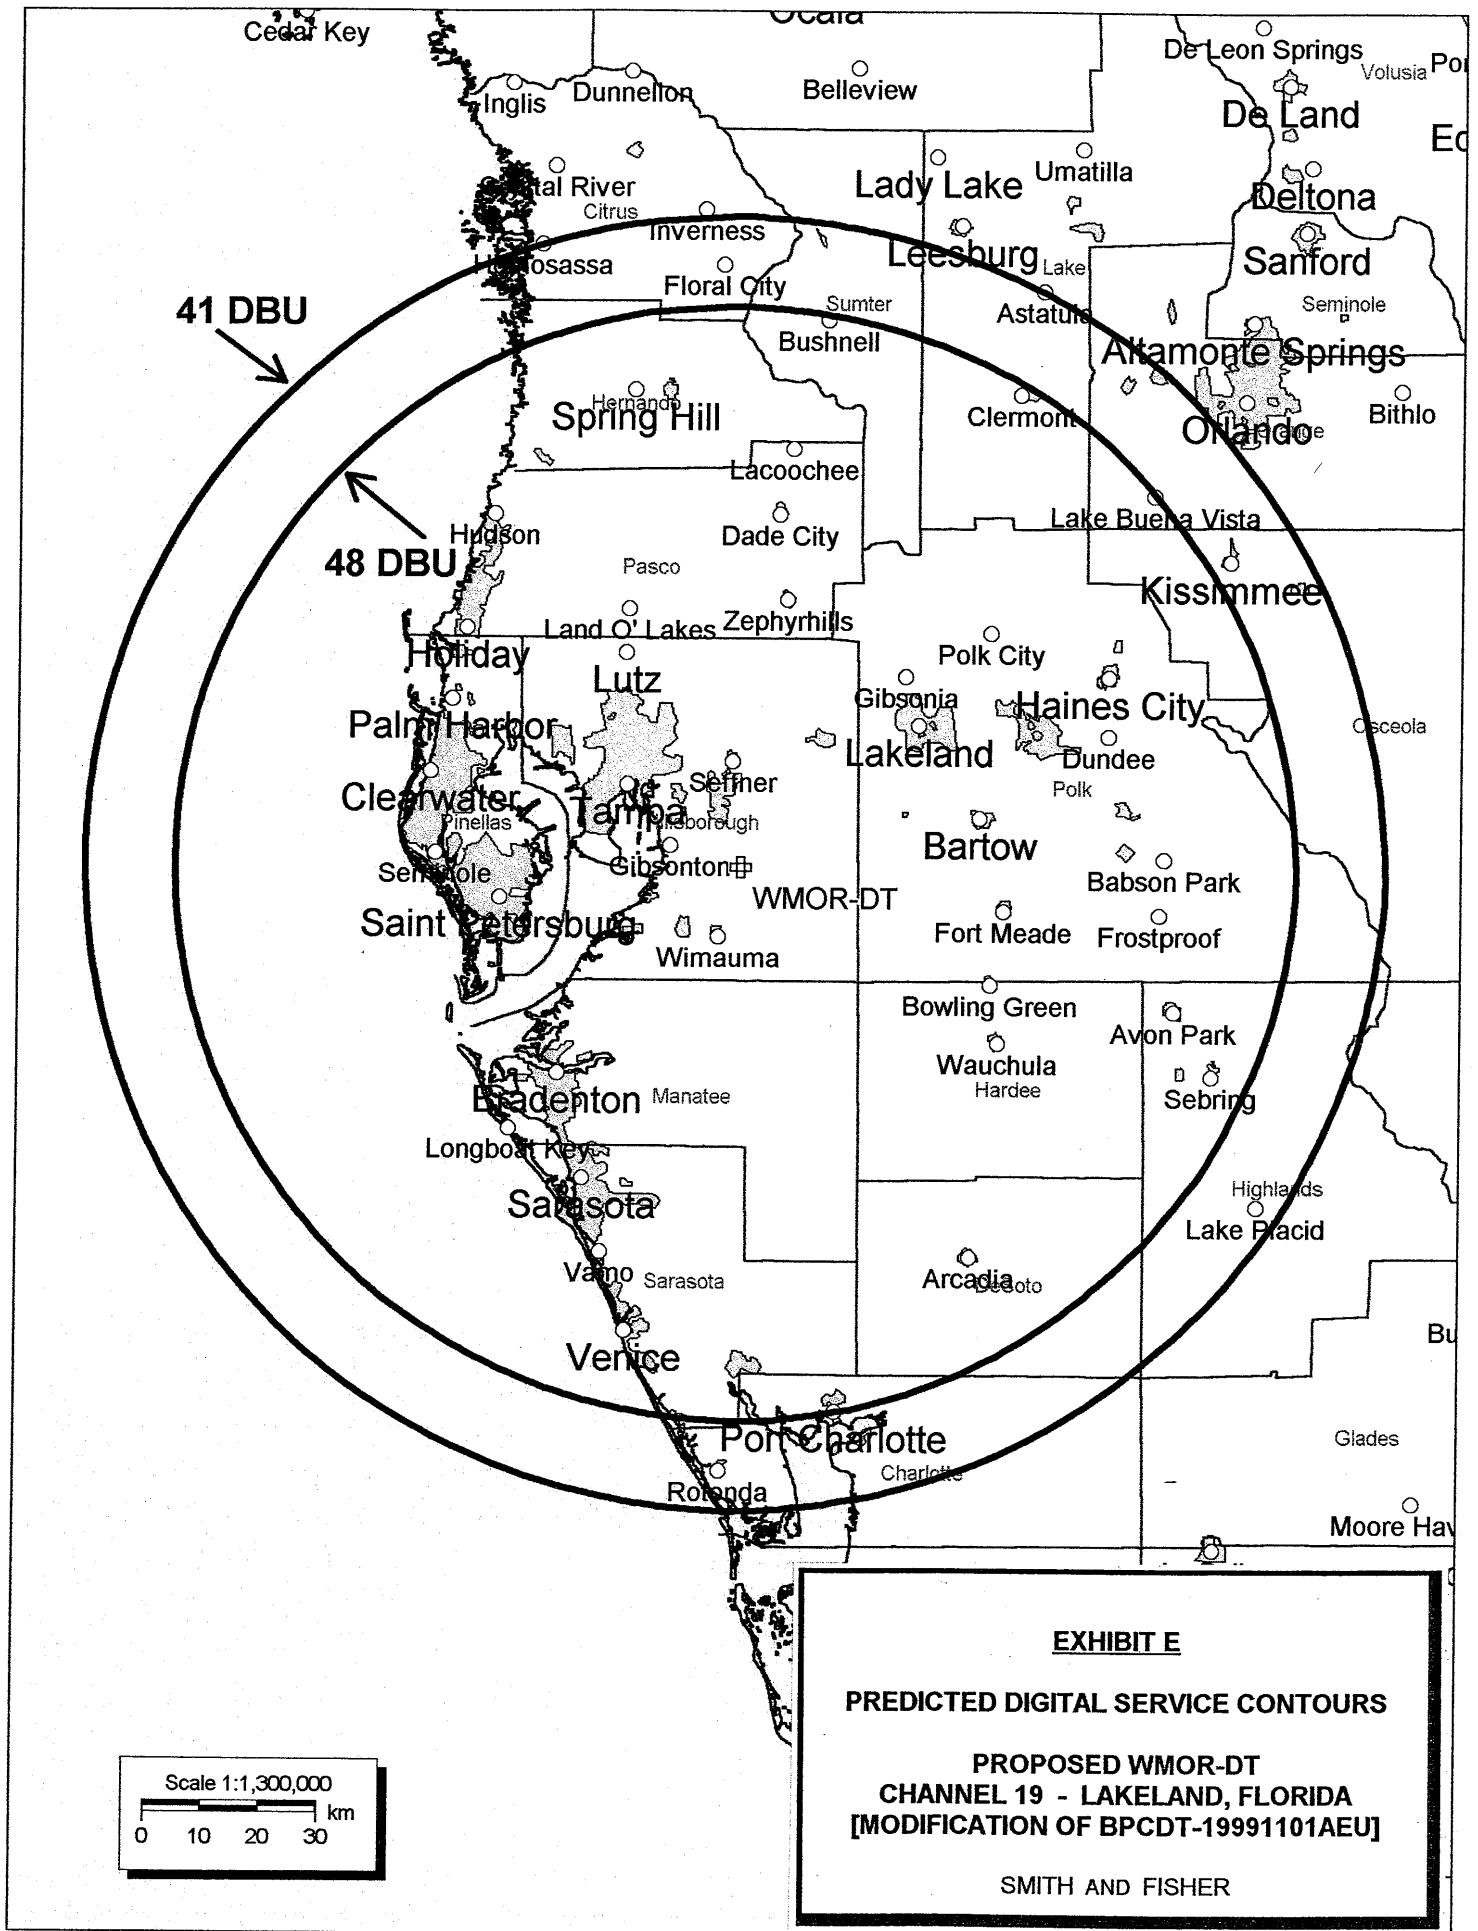 Ocala
Cedar Key
De Leon Springs
Volusia
Inglis
Dunnellon
Belleview
De Land
Umatilla
Lady Lake
Citrus
Deltona
Inverness
Leesburg
Lake
Sanford
Floral City
41 DBU
Sumter
Astatula
Seminole
Bushnell
Altamonte Springs
Hernando
Spring Hill
Clermont
Orlando
Orange
Bithlo
Lacoochee
Hudson
Dade City
Lake Buena Vista
48 DBU
Pasco
Kissimmee
Land O' Lakes
Zephyrhills
Holiday
Lutz
Polk City
Gibsonia
Haines City
Palm Harbor
Osceola
Lakeland
Dundee
Seffner
Clearwater
Tampa
Polk
Pinellas
Hillsborough
Bartow
Seminole
Gibsonton
Babson Park
WMOR-DT
Saint Petersburg
Fort Meade
Frostproof
Wimauma
Bowling Green
Avon Park
Wauchula
Hardee
Bradenton
Manatee
Sebring
Longboat Key
Highlands
Sarasota
Lake Placid
Vamo
Sarasota
Arcadia
DeSoto
Venice
Port Charlotte
Glades
Charlotte
Rotonda
Moore Hav
EXHIBIT E
PREDICTED DIGITAL SERVICE CONTOURS
PROPOSED WMOR-DT
CHANNEL 19 - LAKELAND, FLORIDA
[MODIFICATION OF BPCDT-19991101AEU]
SMITH AND FISHER
Scale 1:1,300,000
km
0 10 20 30